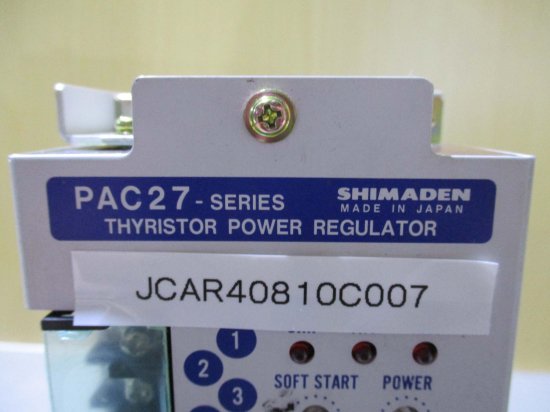 PAC27-SERIES SHIMADEN
MADE IN JAPAN
THYRISTOR POWER REGULATOR
JCAR40810C007
1
2
3
SOFT START POWER